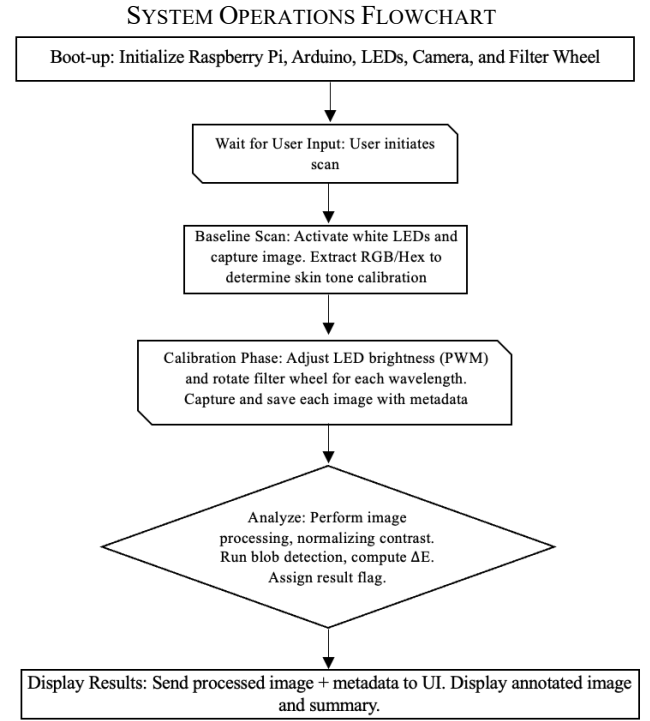 SYSTEM OPERATIONS FLOWCHART
Boot-up: Initialize Raspberry Pi, Arduino, LEDs, Camera, and Filter Wheel
Wait for User Input: User initiates
scan
Baseline Scan: Activate white LEDs and
capture image. Extract RGB/Hex to
determine skin tone calibration
Calibration Phase: Adjust LED brightness (PWM)
and rotate filter wheel for each wavelength.
Capture and save each image with metadata
Analyze: Perform image
processing, normalizing contrast.
Run blob detection, compute ΔE.
Assign result flag.
Display Results: Send processed image + metadata to UI. Display annotated image
and summary.